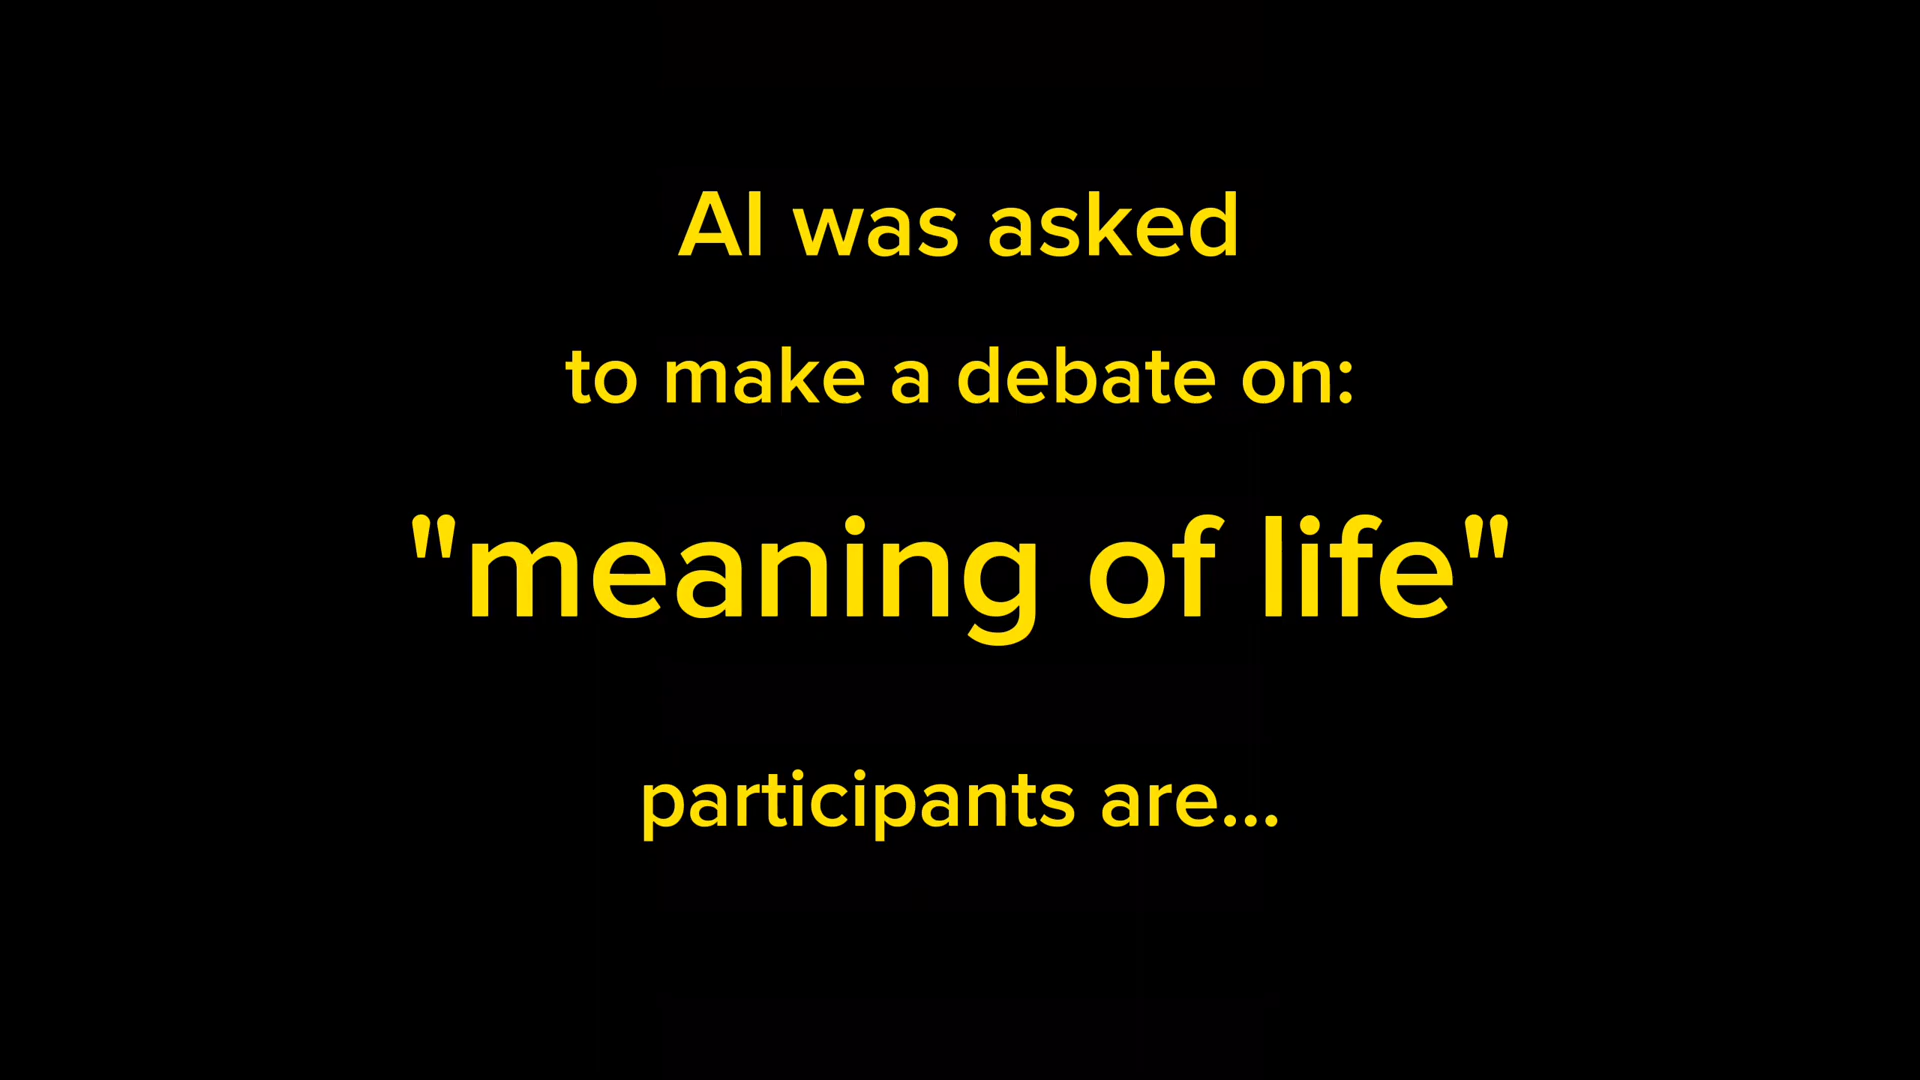 AI was asked
to make a debate on:
"meaning of life"
participants are...